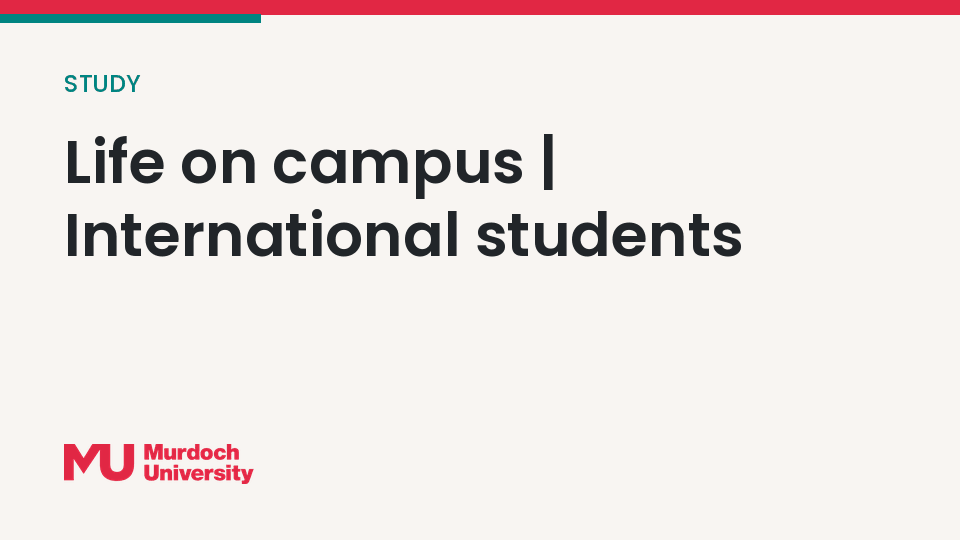 STUDY
Life on campus |
International students
MU Murdoch
University